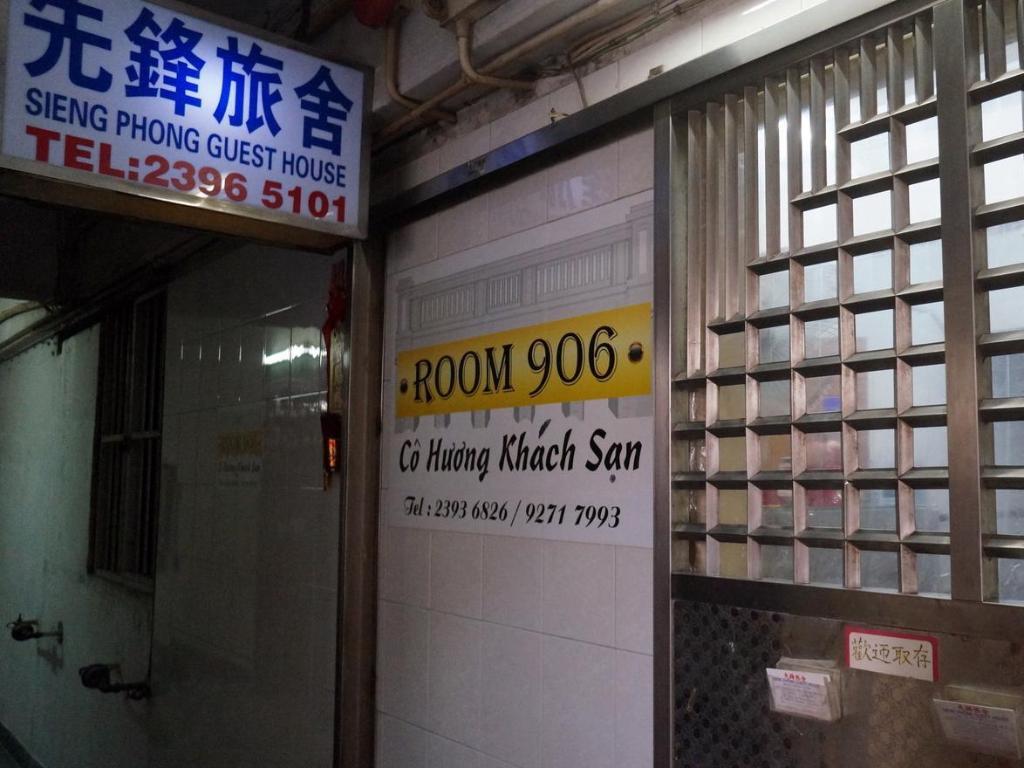 先鋒旅舍
SIENG PHONG GUEST HOUSE
TEL:2396 5101
ROOM 906
Cô Hương Khách Sạn
Tel : 2393 6826 / 9271 7993
歡迎取存